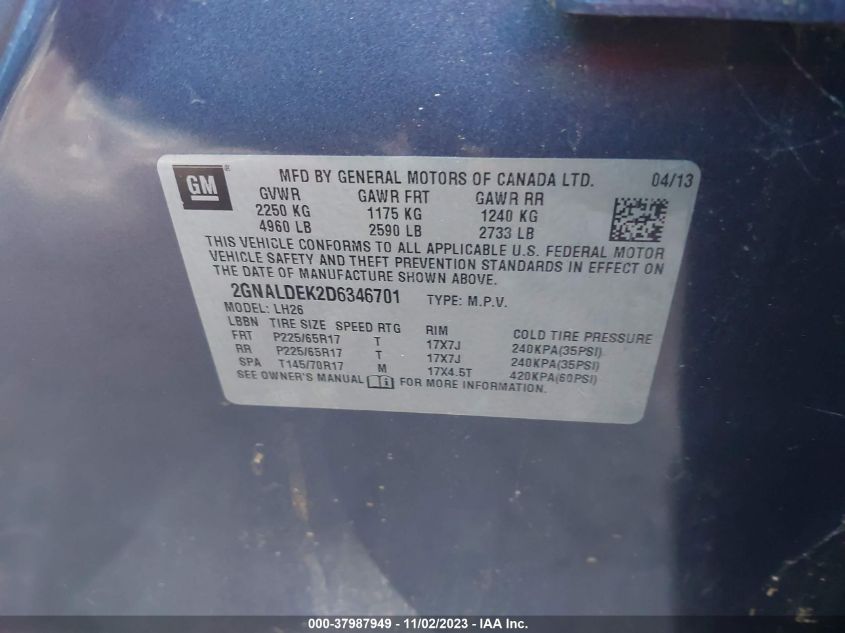 GM ® MFD BY GENERAL MOTORS OF CANADA LTD. 04/13
GVWR GAWR FRT GAWR RR
2250 KG 1175 KG 1240 KG
4960 LB 2590 LB 2733 LB
THIS VEHICLE CONFORMS TO ALL APPLICABLE U.S. FEDERAL MOTOR
VEHICLE SAFETY AND THEFT PREVENTION STANDARDS IN EFFECT ON
THE DATE OF MANUFACTURE SHOWN ABOVE.
2GNALDEK2D6346701 TYPE: M.P.V.
MODEL: LH26
LBBN TIRE SIZE SPEED RTG RIM COLD TIRE PRESSURE
FRT P225/65R17 T 17X7J 240KPA(35PSI)
RR P225/65R17 T 17X7J 240KPA(35PSI)
SPA T145/70R17 M 17X4.5T 420KPA(60PSI)
SEE OWNER'S MANUAL FOR MORE INFORMATION.
000-37987949 - 11/02/2023 - IAA Inc.